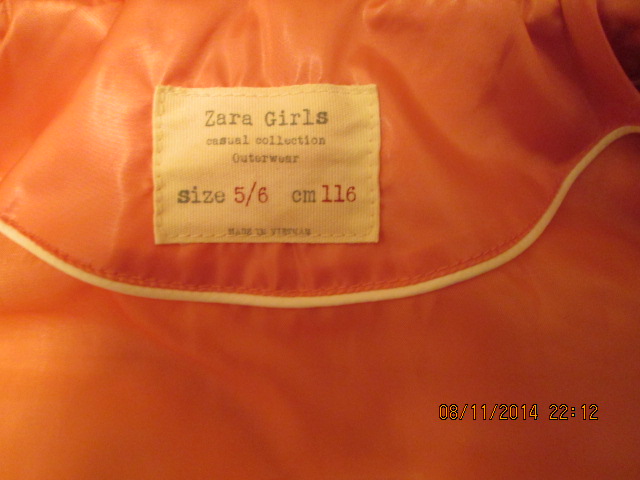 Zara Girls
casual collection
Outerwear
size 5/6 cm 116
MADE IN VIETNAM
08/11/2014 22:12